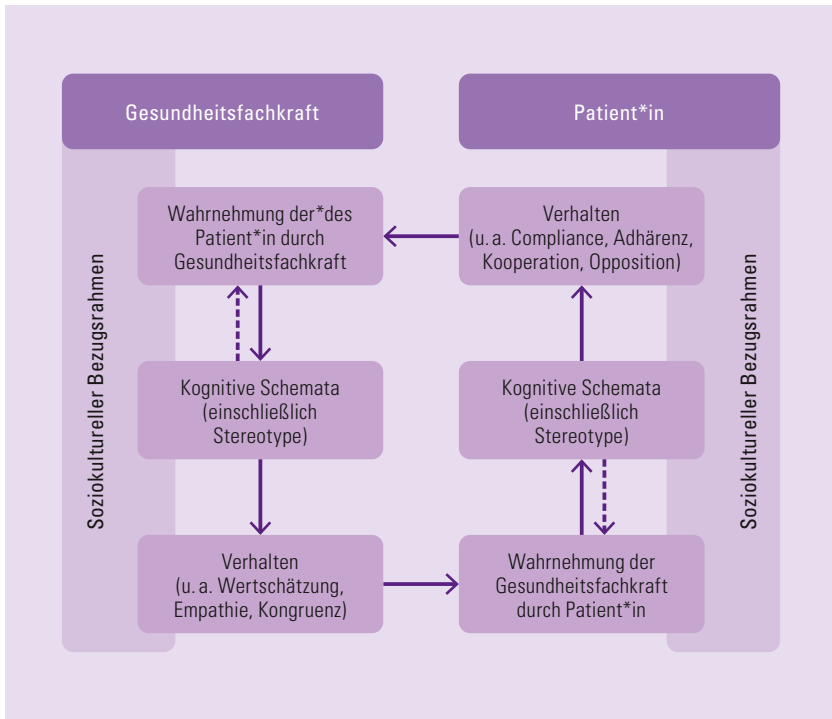 Gesundheitsfachkraft
Patient*in
Soziokultureller Bezugsrahmen
Wahrnehmung der*des
Patient*in durch
Gesundheitsfachkraft
Kognitive Schemata
(einschließlich
Stereotype)
Verhalten
(u. a. Wertschätzung,
Empathie, Kongruenz)
Verhalten
(u. a. Compliance, Adhärenz,
Kooperation, Opposition)
Kognitive Schemata
(einschließlich
Stereotype)
Wahrnehmung der
Gesundheitsfachkraft
durch Patient*in
Soziokultureller Bezugsrahmen